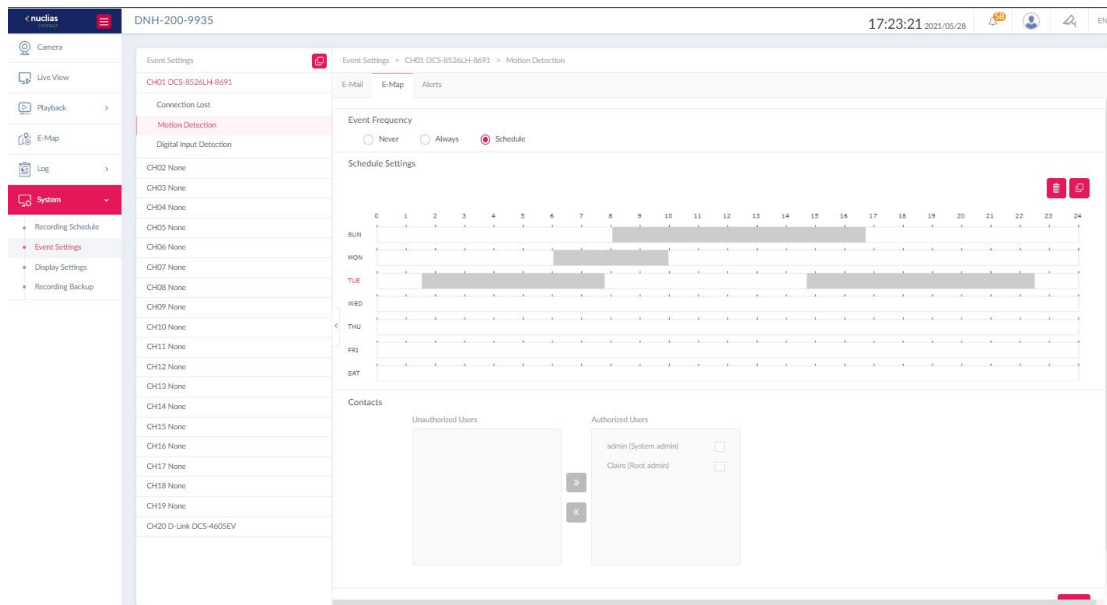 nuclias
connect
DNH-200-9935
17:23:21 2021/05/28
58
EN
Camera
Live View
Playback
E-Map
Log
System
Recording Schedule
Event Settings
Display Settings
Recording Backup
Event Settings
CH01 DCS-8526LH-8691
Connection Lost
Motion Detection
Digital Input Detection
CH02 None
CH03 None
CH04 None
CH05 None
CH06 None
CH07 None
CH08 None
CH09 None
CH10 None
CH11 None
CH12 None
CH13 None
CH14 None
CH15 None
CH16 None
CH17 None
CH18 None
CH19 None
CH20 D-Link DCS-4605EV
Event Settings > CH01 DCS-8526LH-8691 > Motion Detection
E-Mail E-Map Alerts
Event Frequency
Never Always Schedule
Schedule Settings
0 1 2 3 4 5 6 7 8 9 10 11 12 13 14 15 16 17 18 19 20 21 22 23 24
SUN
MON
TUE
WED
THU
FRI
SAT
Contacts
Unauthorized Users Authorized Users
admin (System admin)
Claire (Root admin)